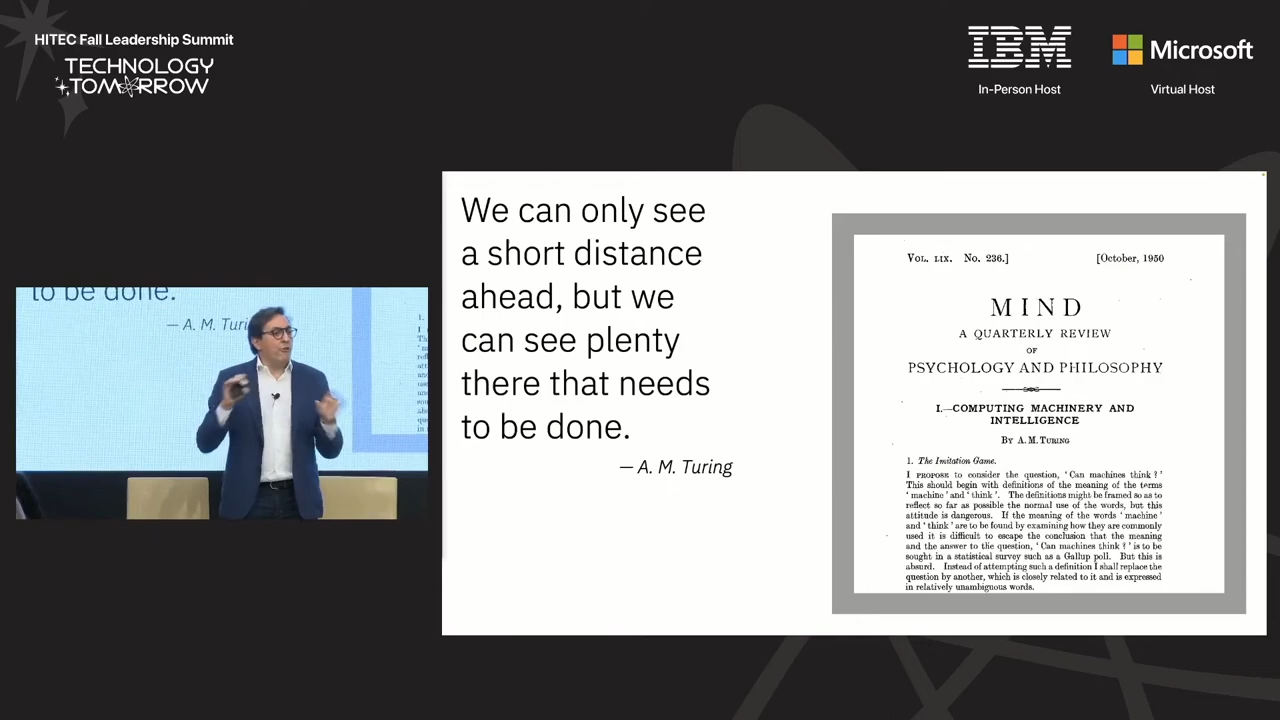 HITEC Fall Leadership Summit
TECHNOLOGY
TOMORROW
IBM
In-Person Host
Microsoft
Virtual Host
We can only see
a short distance
ahead, but we
can see plenty
there that needs
to be done.
— A. M. Turing
VOL. LIX. No. 236.]
[October, 1950
MIND
A QUARTERLY REVIEW
OF
PSYCHOLOGY AND PHILOSOPHY
I.—COMPUTING MACHINERY AND
INTELLIGENCE
BY A. M. TURING
1. The Imitation Game.
I PROPOSE to consider the question, ‘ Can machines think ? ’
This should begin with definitions of the meaning of the terms
‘ machine ’ and ‘ think ’. The definitions might be framed so as to
reflect so far as possible the normal use of the words, but this
attitude is dangerous. If the meaning of the words ‘ machine ’
and ‘ think ’ are to be found by examining how they are commonly
used it is difficult to escape the conclusion that the meaning
and the answer to the question, ‘ Can machines think ? ’ is to be
sought in a statistical survey such as a Gallup poll. But this is
absurd. Instead of attempting such a definition I shall replace the
question by another, which is closely related to it and is expressed
in relatively unambiguous words.
to be done.
— A. M. Turi